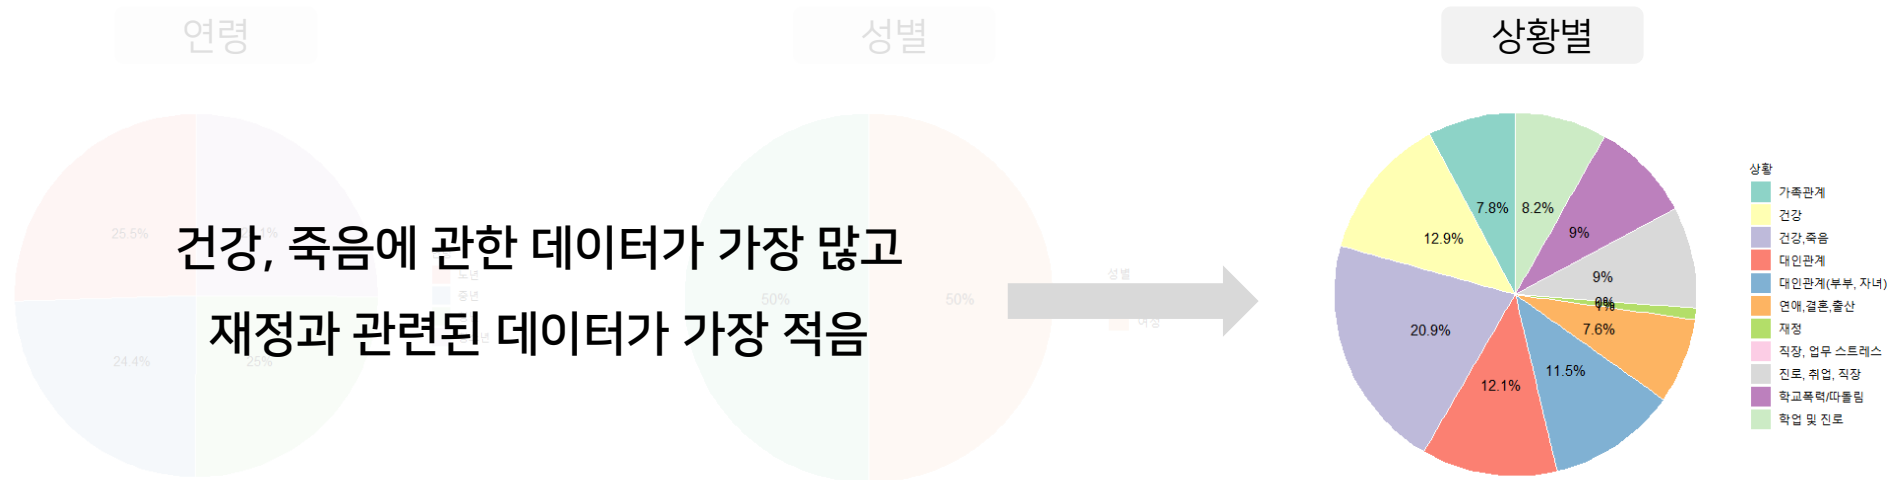 연령
성별
상황별
건강, 죽음에 관한 데이터가 가장 많고
재정과 관련된 데이터가 가장 적음
25.5%
24.4%
25%
중년
성별
50%
50%
여성
7.8%
8.2%
12.9%
9%
9%
20.9%
7.6%
12.1%
11.5%
상황
가족관계
건강
건강,죽음
대인관계
대인관계(부부, 자녀)
연애,결혼,출산
재정
직장, 업무 스트레스
진로, 취업, 직장
학교폭력/따돌림
학업 및 진로